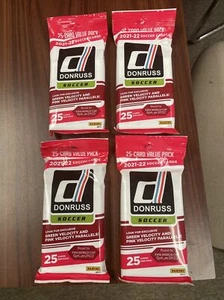 25-CARD VALUE PACK
2021-22 SOCCER
DONRUSS
SOCCER
LOOK FOR EXCLUSIVE
GREEN VELOCITY AND
PINK VELOCITY PARALLELS!
25
PANINI
25-CARD VALUE PACK
2021-22 SOCCER
DONRUSS
SOCCER
LOOK FOR EXCLUSIVE
GREEN VELOCITY AND
PINK VELOCITY PARALLELS!
25
PANINI
25-CARD VALUE PACK
2021-22 SOCCER
DONRUSS
SOCCER
LOOK FOR EXCLUSIVE
GREEN VELOCITY AND
PINK VELOCITY PARALLELS!
25
PANINI
25-CARD VALUE PACK
2021-22 SOCCER
DONRUSS
SOCCER
LOOK FOR EXCLUSIVE
GREEN VELOCITY AND
PINK VELOCITY PARALLELS!
25
PANINI